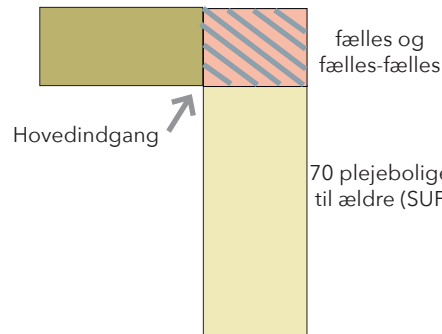 fælles og
fælles-fælles
Hovedindgang
70 plejebolige
til ældre (SUF